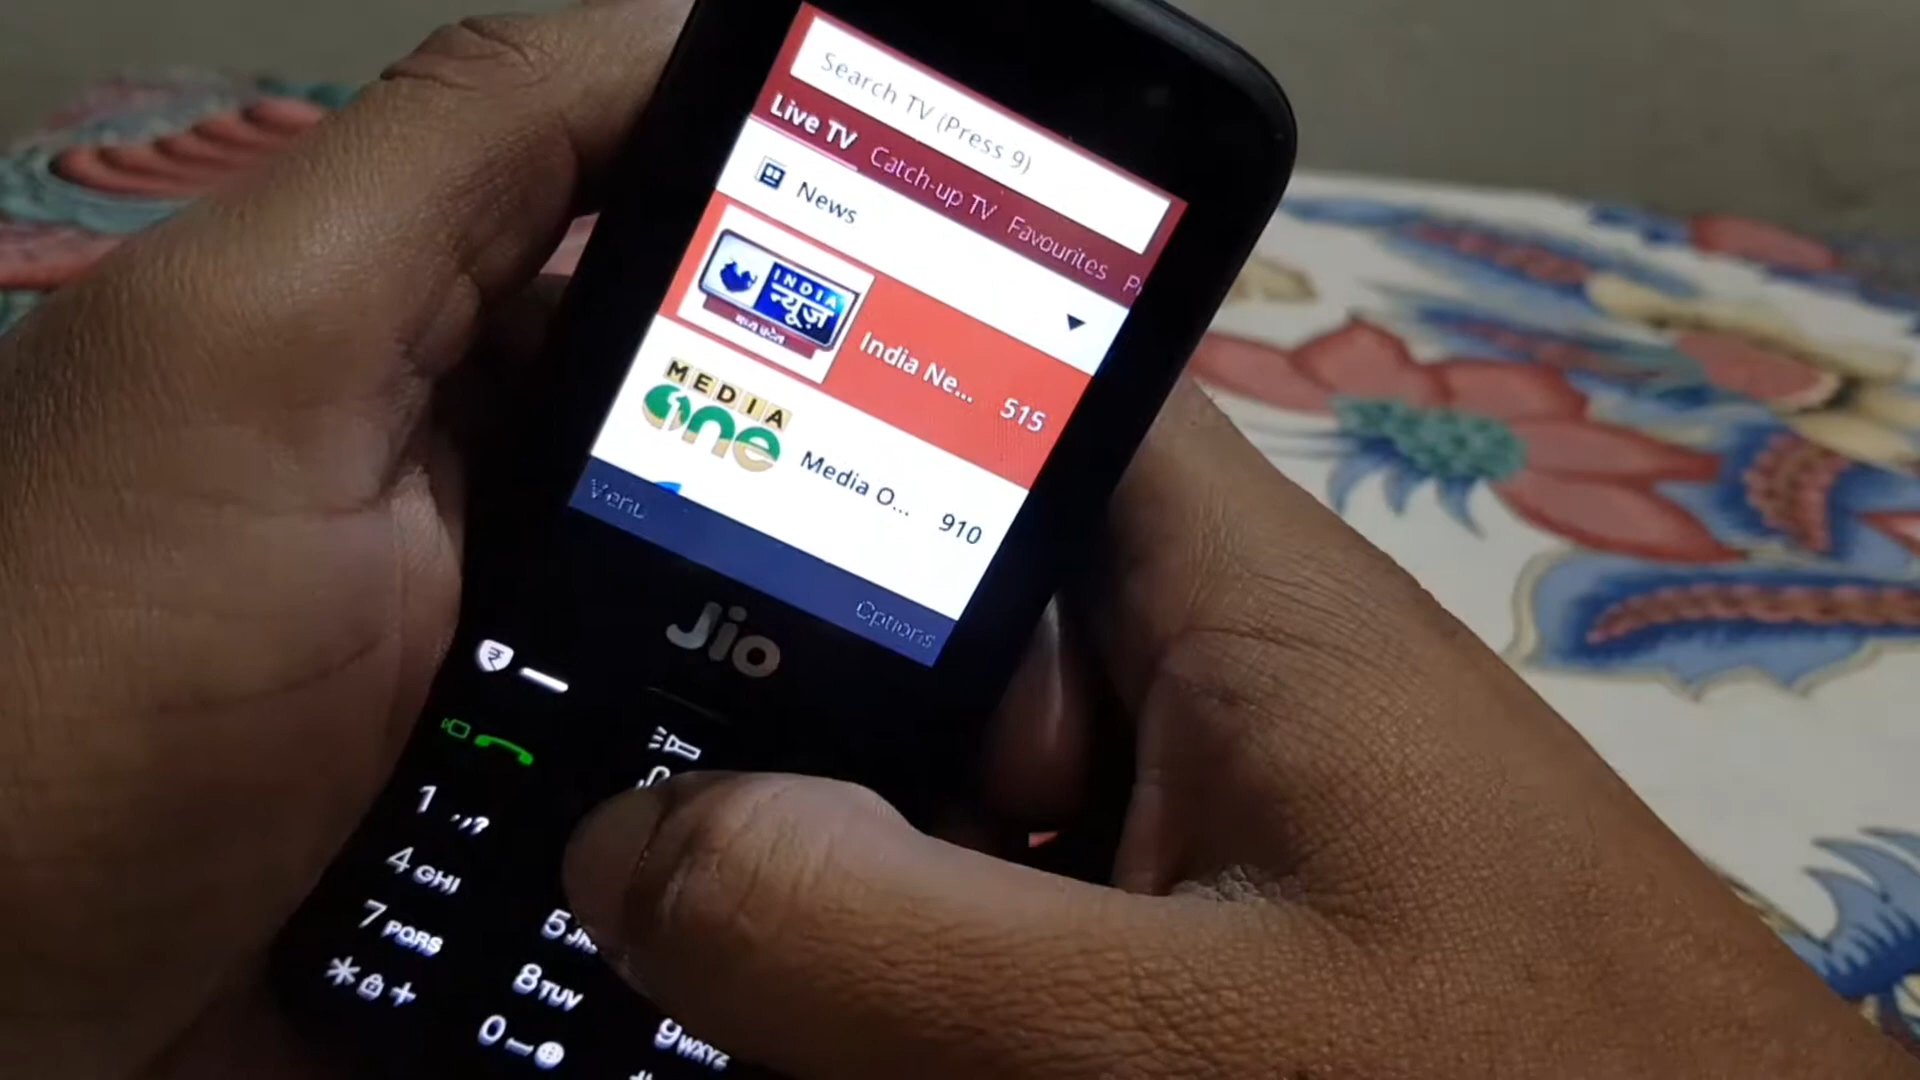 Search TV (Press 9)
Live TV Catch-up TV Favourites
News
INDIA
न्यूज़
India Ne... 515
MEDIA
one
Media O... 910
Menu
Options
Jio
1 .,?
4 GHI
7 PQRS
* +
5
8 TUV
0
9 WXYZ